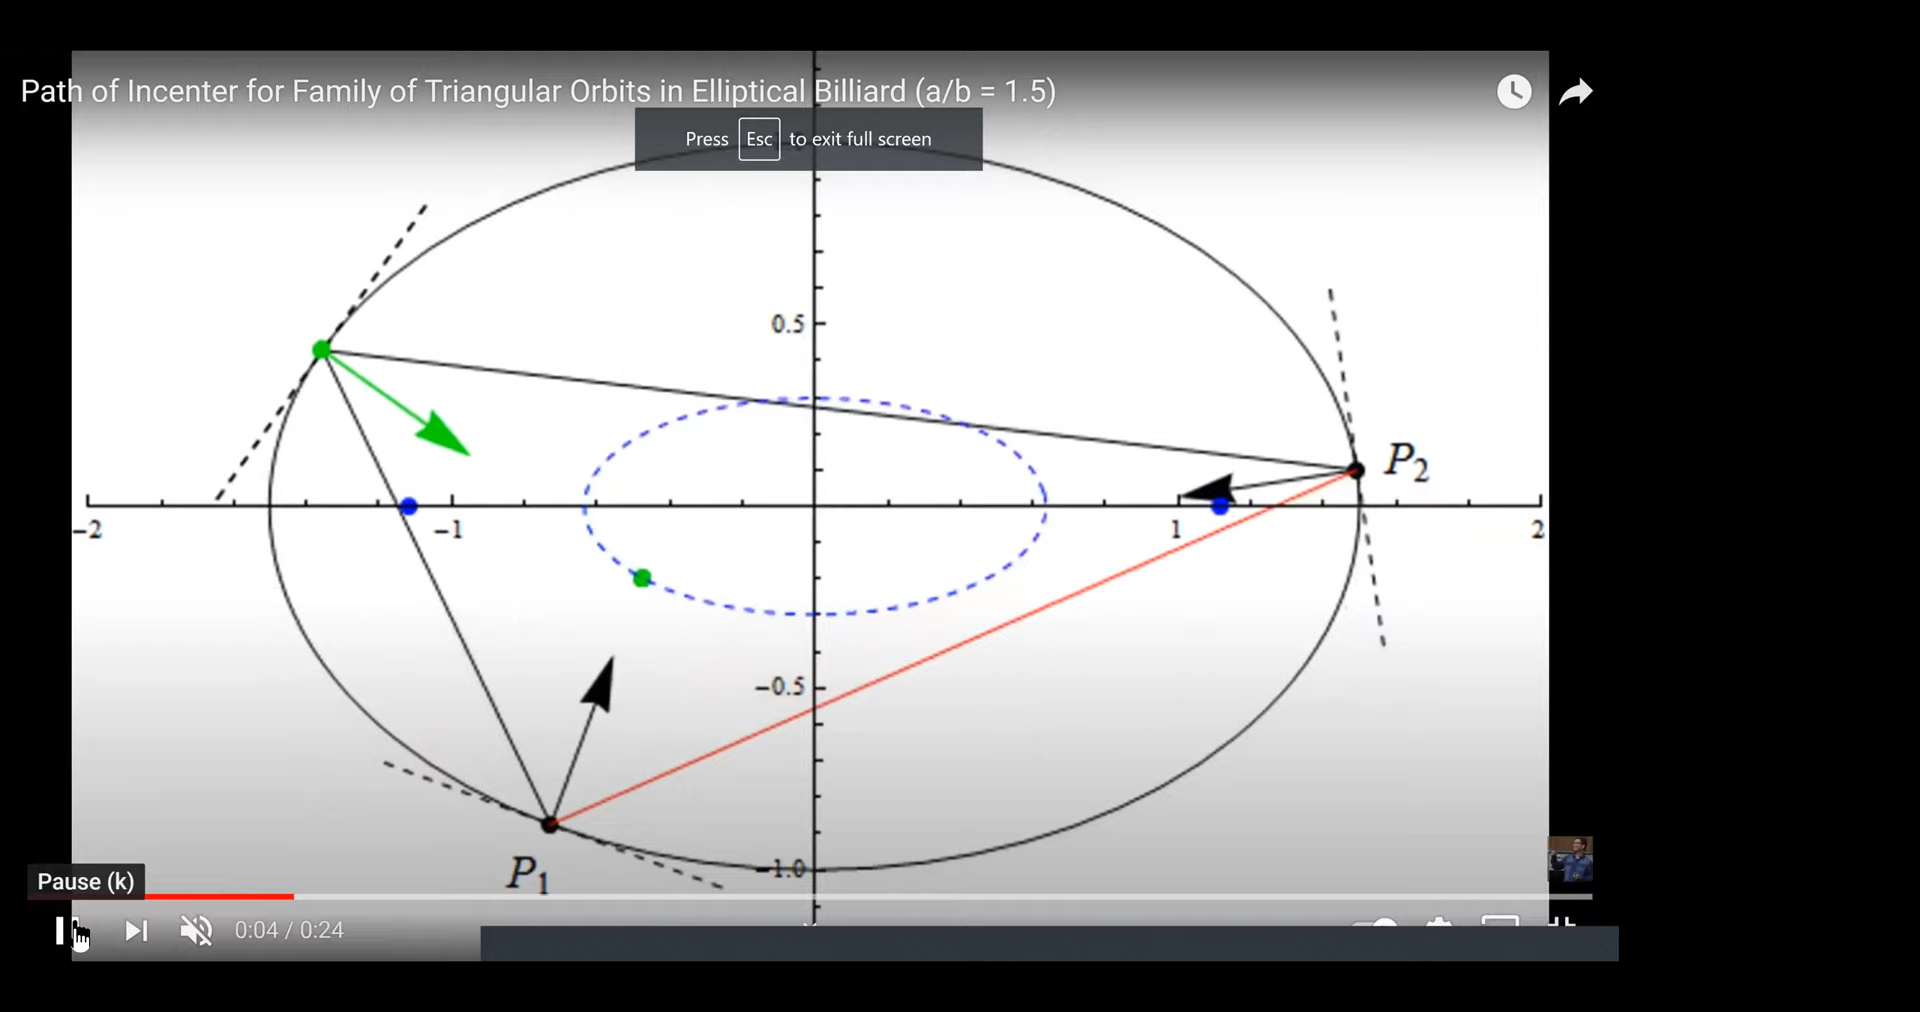 Path of Incenter for Family of Triangular Orbits in Elliptical Billiard (a/b = 1.5)
Press Esc to exit full screen
0.5
P2
−2
−1
1
2
−0.5
P1
−1.0
Pause (k)
0:04 / 0:24